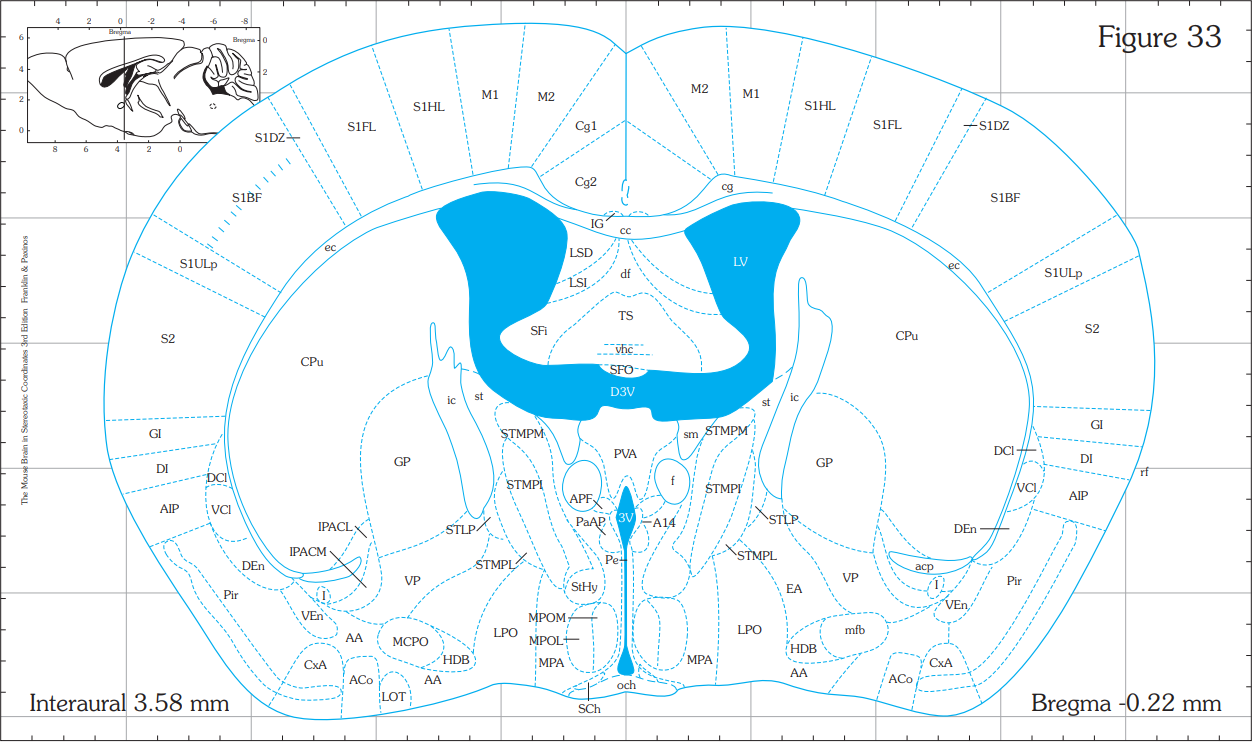 Figure 33
4 2 0 -2 -4 -6 -8
Bregma
Bregma
0
2
6
4
2
0
8 6 4 2 0
M1 M2 M2 M1
S1HL S1HL
S1FL Cg1 S1FL
S1DZ S1DZ
Cg2 cg
S1BF S1BF
IG cc
ec LSD LV ec
S1ULp LSI df S1ULp
TS
S2 SFi S2
vhc CPu
CPu SFO
D3V
ic st st ic
GI STMPM sm STMPM GI
PVA
GP GP DCl DI rf
DI DCl
STMPI f STMPI VCl AIP
AIP VCl APF
3V
IPACL STLP PaAP A14 STLP DEn
IPACM Pe STMPL
DEn STMPL acp
VP StHy EA VP I Pir
Pir I VEn
VEn MPOM
AA MCPO LPO MPOL LPO mfb
HDB MPA MPA HDB CxA
CxA ACo AA AA ACo
LOT och
SCh
Interaural 3.58 mm
Bregma -0.22 mm
The Mouse Brain in Stereotaxic Coordinates 3rd Edition Franklin & Paxinos